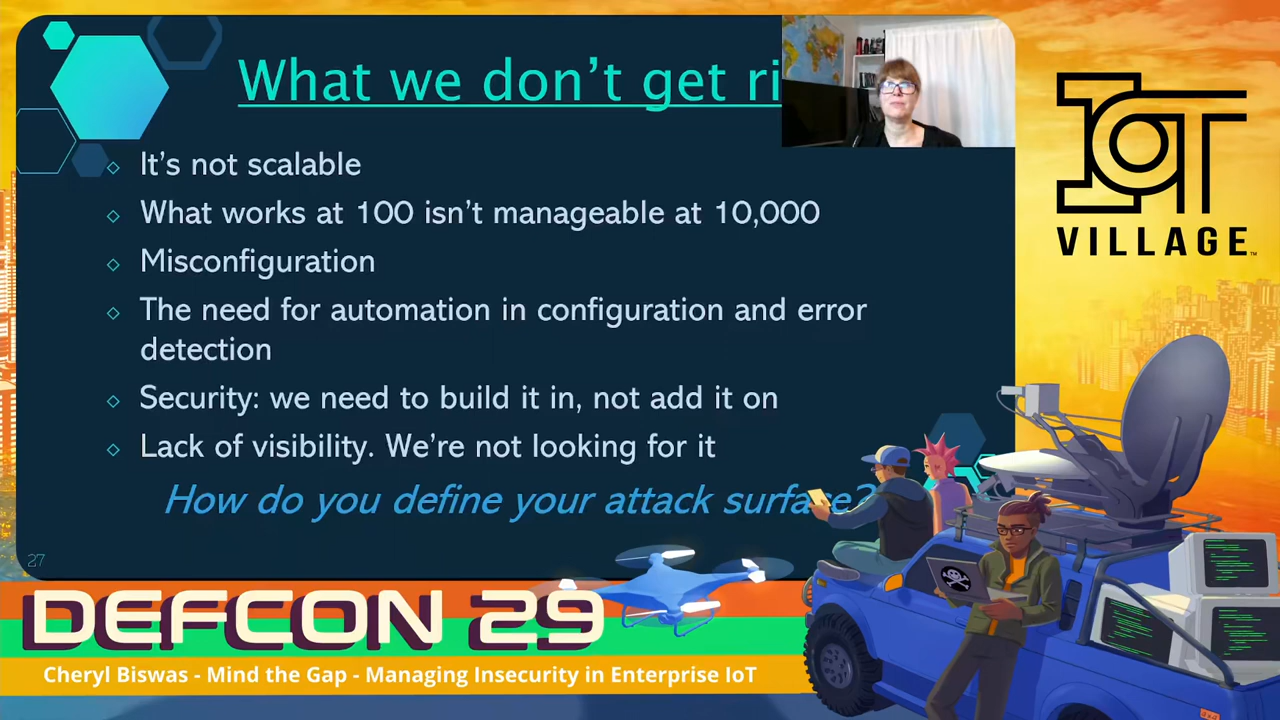 What we don't get ri
It's not scalable
What works at 100 isn't manageable at 10,000
Misconfiguration
The need for automation in configuration and error
detection
Security: we need to build it in, not add it on
Lack of visibility. We're not looking for it
How do you define your attack surface?
27
IOT
VILLAGE™
DEFCON 29
Cheryl Biswas - Mind the Gap - Managing Insecurity in Enterprise IoT